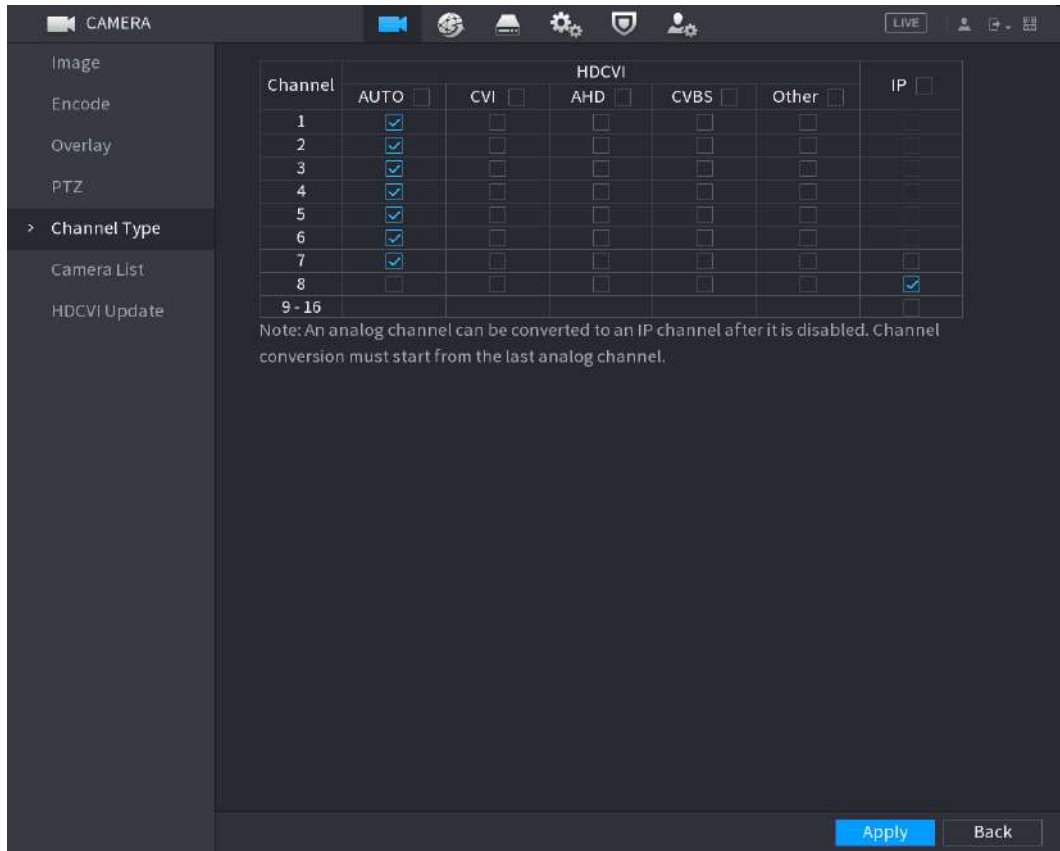 CAMERA
LIVE
Image
Encode
Overlay
PTZ
> Channel Type
Camera List
HDCVI Update
Channel HDCVI IP
AUTO CVI AHD CVBS Other
1
2
3
4
5
6
7
8
9 - 16
Note: An analog channel can be converted to an IP channel after it is disabled. Channel
conversion must start from the last analog channel.
Apply Back